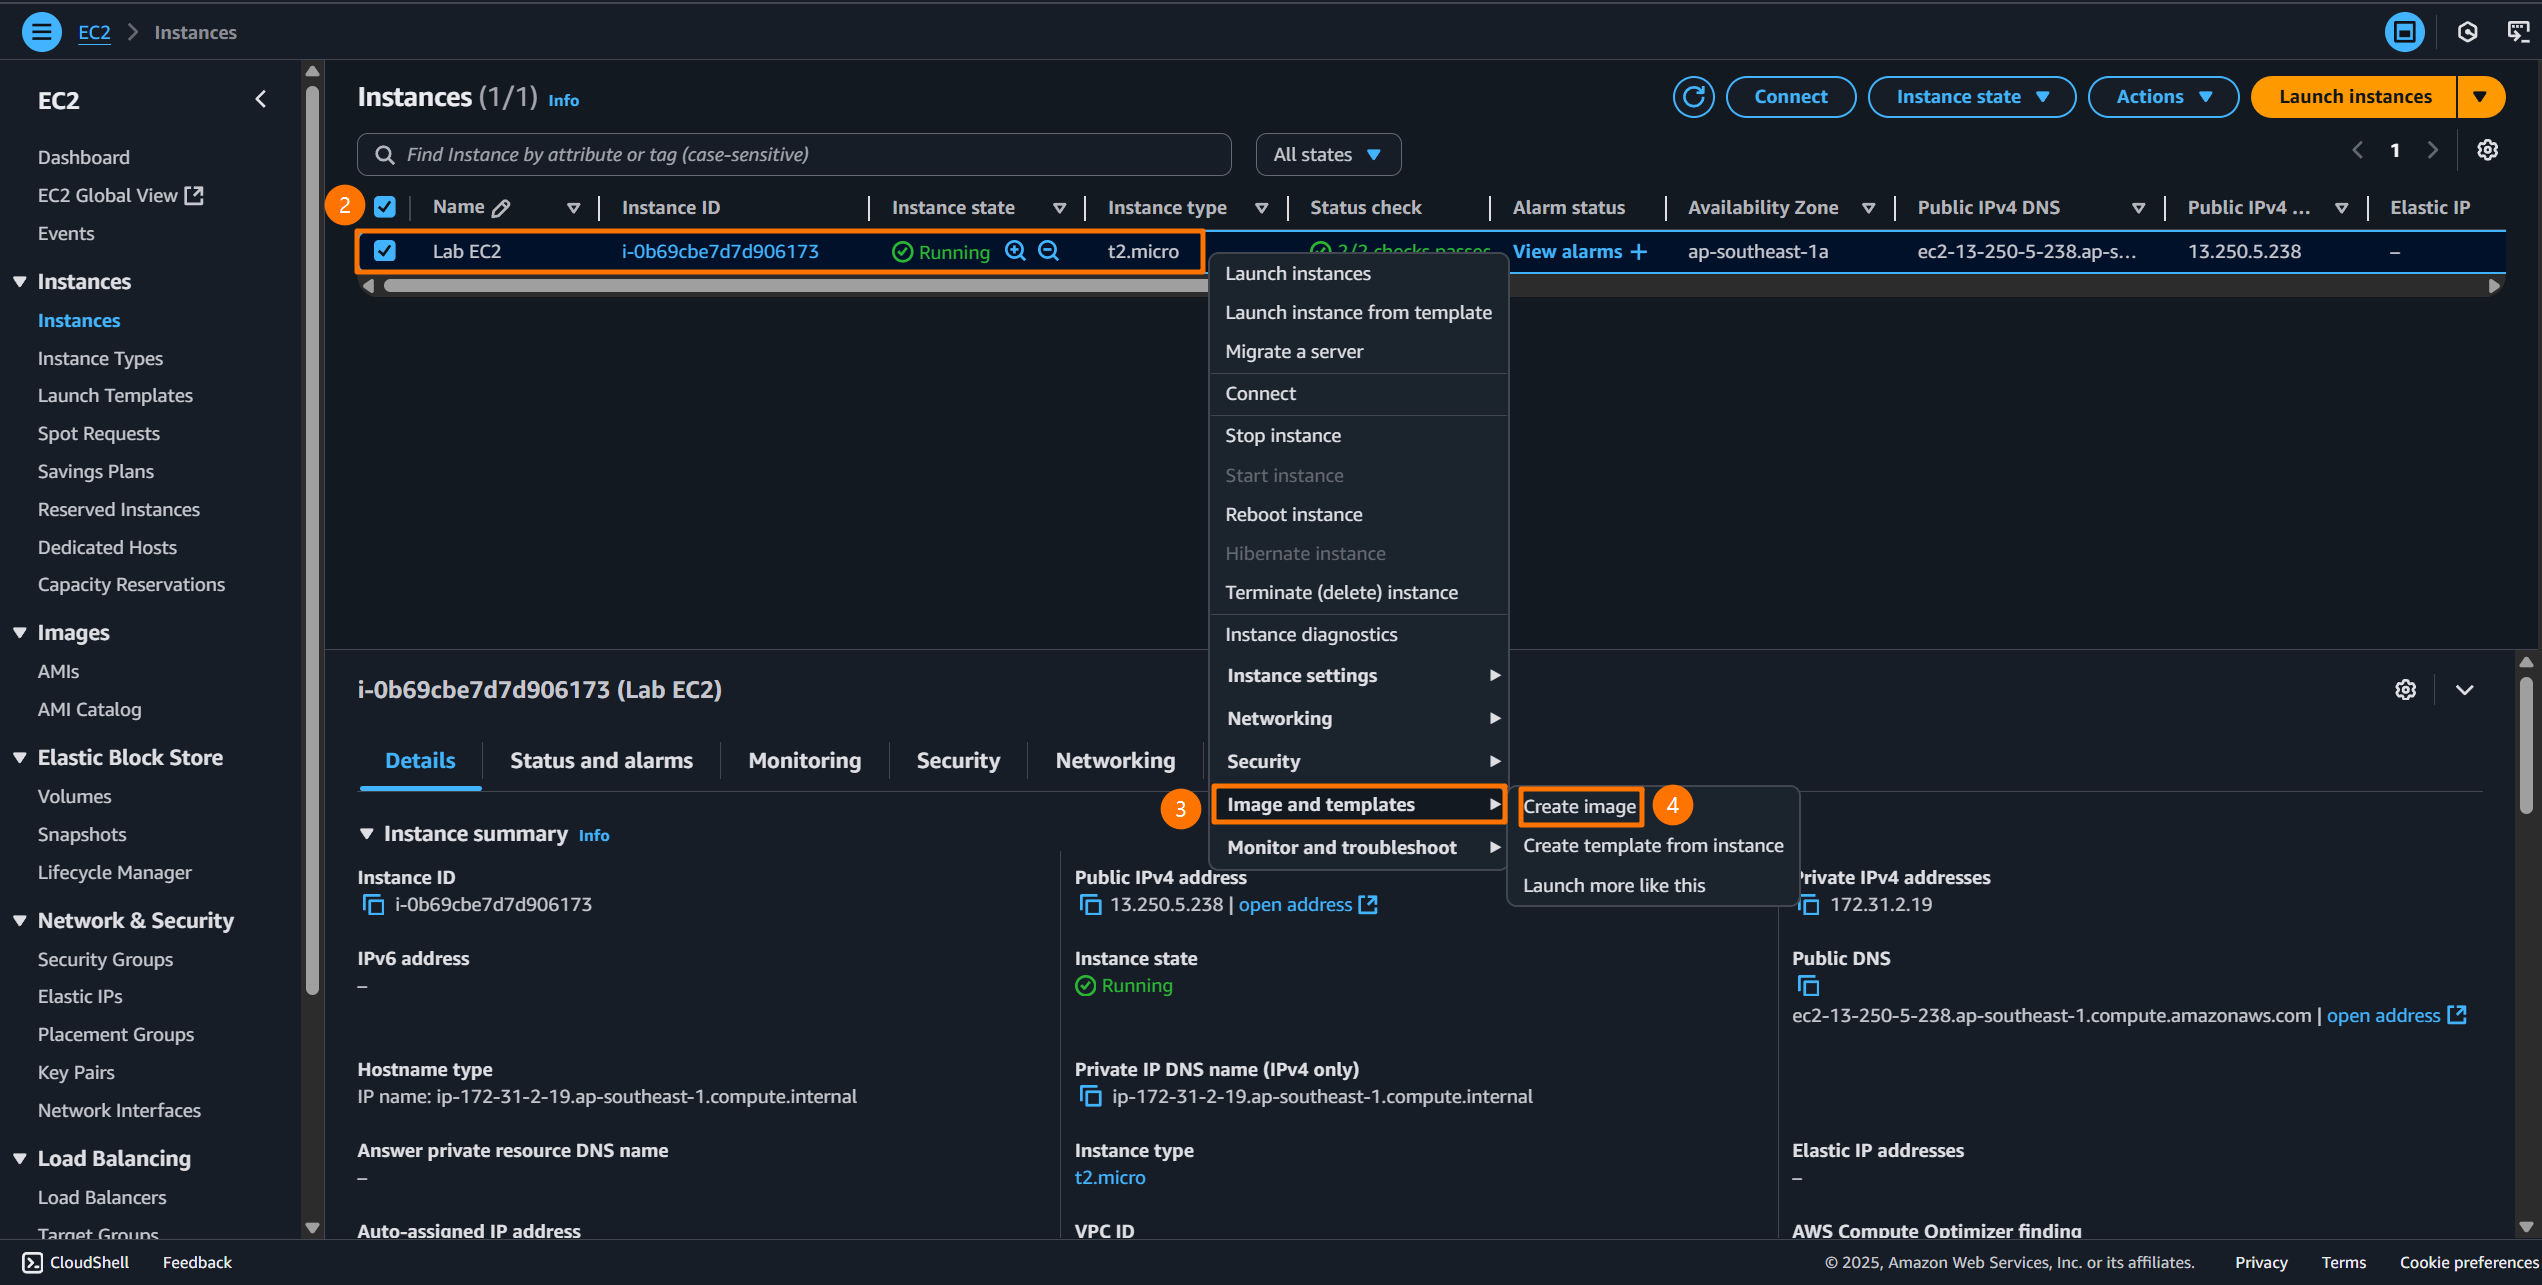 EC2 > Instances
EC2
Dashboard
EC2 Global View
Events
Instances
Instances
Instance Types
Launch Templates
Spot Requests
Savings Plans
Reserved Instances
Dedicated Hosts
Capacity Reservations
Images
AMIs
AMI Catalog
Elastic Block Store
Volumes
Snapshots
Lifecycle Manager
Network & Security
Security Groups
Elastic IPs
Placement Groups
Key Pairs
Network Interfaces
Load Balancing
Load Balancers
Target Groups
Instances (1/1) Info
Connect
Instance state
Actions
Launch instances
Find Instance by attribute or tag (case-sensitive)
All states
1
2
Name Instance ID Instance state Instance type Status check Alarm status Availability Zone Public IPv4 DNS Public IPv4 ... Elastic IP
Lab EC2 i-0b69cbe7d7d906173 Running t2.micro 2/2 checks passec View alarms + ap-southeast-1a ec2-13-250-5-238.ap-s... 13.250.5.238 –
Launch instances
Launch instance from template
Migrate a server
Connect
Stop instance
Start instance
Reboot instance
Hibernate instance
Terminate (delete) instance
Instance diagnostics
Instance settings
Networking
Security
3
Image and templates
Monitor and troubleshoot
Create image
4
Create template from instance
Launch more like this
i-0b69cbe7d7d906173 (Lab EC2)
Details
Status and alarms
Monitoring
Security
Networking
Instance summary Info
Instance ID
i-0b69cbe7d7d906173
Public IPv4 address
13.250.5.238 | open address
Private IPv4 addresses
172.31.2.19
IPv6 address
–
Instance state
Running
Public DNS
ec2-13-250-5-238.ap-southeast-1.compute.amazonaws.com | open address
Hostname type
IP name: ip-172-31-2-19.ap-southeast-1.compute.internal
Private IP DNS name (IPv4 only)
ip-172-31-2-19.ap-southeast-1.compute.internal
Answer private resource DNS name
–
Instance type
t2.micro
Elastic IP addresses
–
Auto-assigned IP address
VPC ID
AWS Compute Optimizer finding
CloudShell
Feedback
© 2025, Amazon Web Services, Inc. or its affiliates.
Privacy
Terms
Cookie preferences